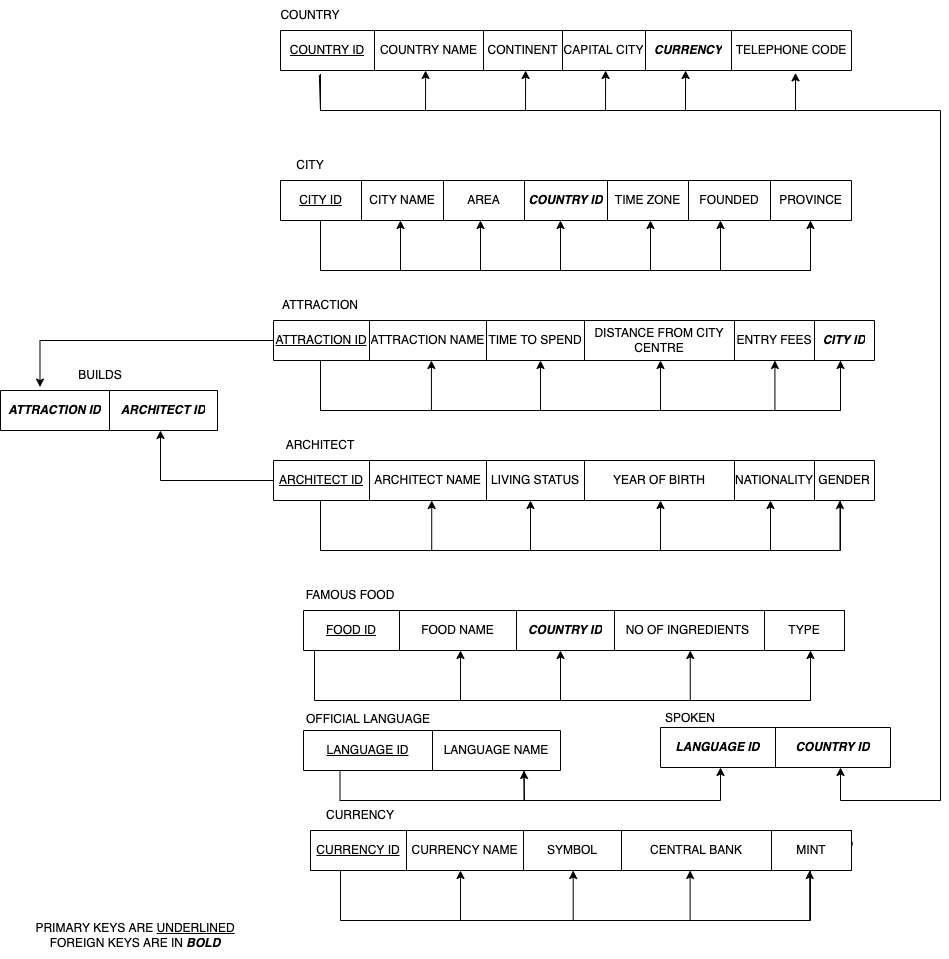 COUNTRY
COUNTRY ID COUNTRY NAME CONTINENT CAPITAL CITY CURRENCY TELEPHONE CODE
CITY
CITY ID CITY NAME AREA COUNTRY ID TIME ZONE FOUNDED PROVINCE
ATTRACTION
ATTRACTION ID ATTRACTION NAME TIME TO SPEND DISTANCE FROM CITY CENTRE ENTRY FEES CITY ID
BUILDS
ATTRACTION ID ARCHITECT ID
ARCHITECT
ARCHITECT ID ARCHITECT NAME LIVING STATUS YEAR OF BIRTH NATIONALITY GENDER
FAMOUS FOOD
FOOD ID FOOD NAME COUNTRY ID NO OF INGREDIENTS TYPE
OFFICIAL LANGUAGE
LANGUAGE ID LANGUAGE NAME
SPOKEN
LANGUAGE ID COUNTRY ID
CURRENCY
CURRENCY ID CURRENCY NAME SYMBOL CENTRAL BANK MINT
PRIMARY KEYS ARE UNDERLINED
FOREIGN KEYS ARE IN BOLD